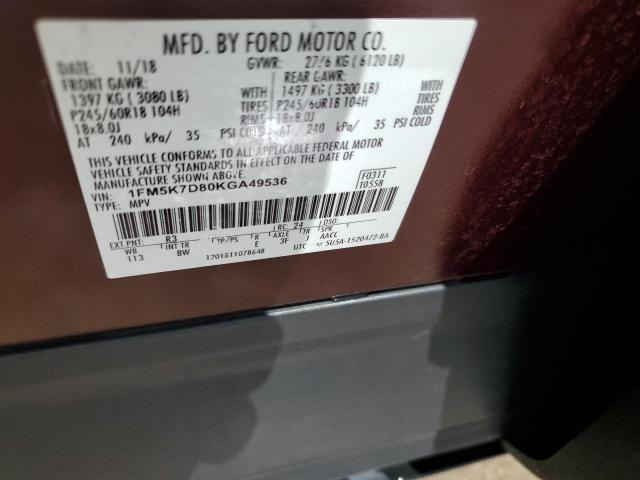 MFD. BY FORD MOTOR CO.
DATE: 11/18 GVWR: KG ( 6120 LB)
FRONT GAWR: REAR GAWR:
1397 KG ( 3080 LB) WITH 1497 KG ( 3300 LB) WITH
P245/60R18 104H TIRES P245/60R18 104H TIRES
18x8.0J RIMS 18x8.0J RIMS
AT 240 kPa/ 35 PSI COLD AT 240 kPa/ 35 PSI COLD
THIS VEHICLE CONFORMS TO ALL APPLICABLE FEDERAL MOTOR
VEHICLE SAFETY STANDARDS IN EFFECT ON THE DATE OF MANUFACTURE
SHOWN ABOVE.
VIN: 1FM5K7D80KGA49536 F0311
TYPE: MPV T0558
EXT PNT: R3 RC: 24 DSO:
WB INT TR TP/PS R AXLE TR SPR
113 8W E 3F J AACC
1201811078648 UTC 5U5A-1520472-BA